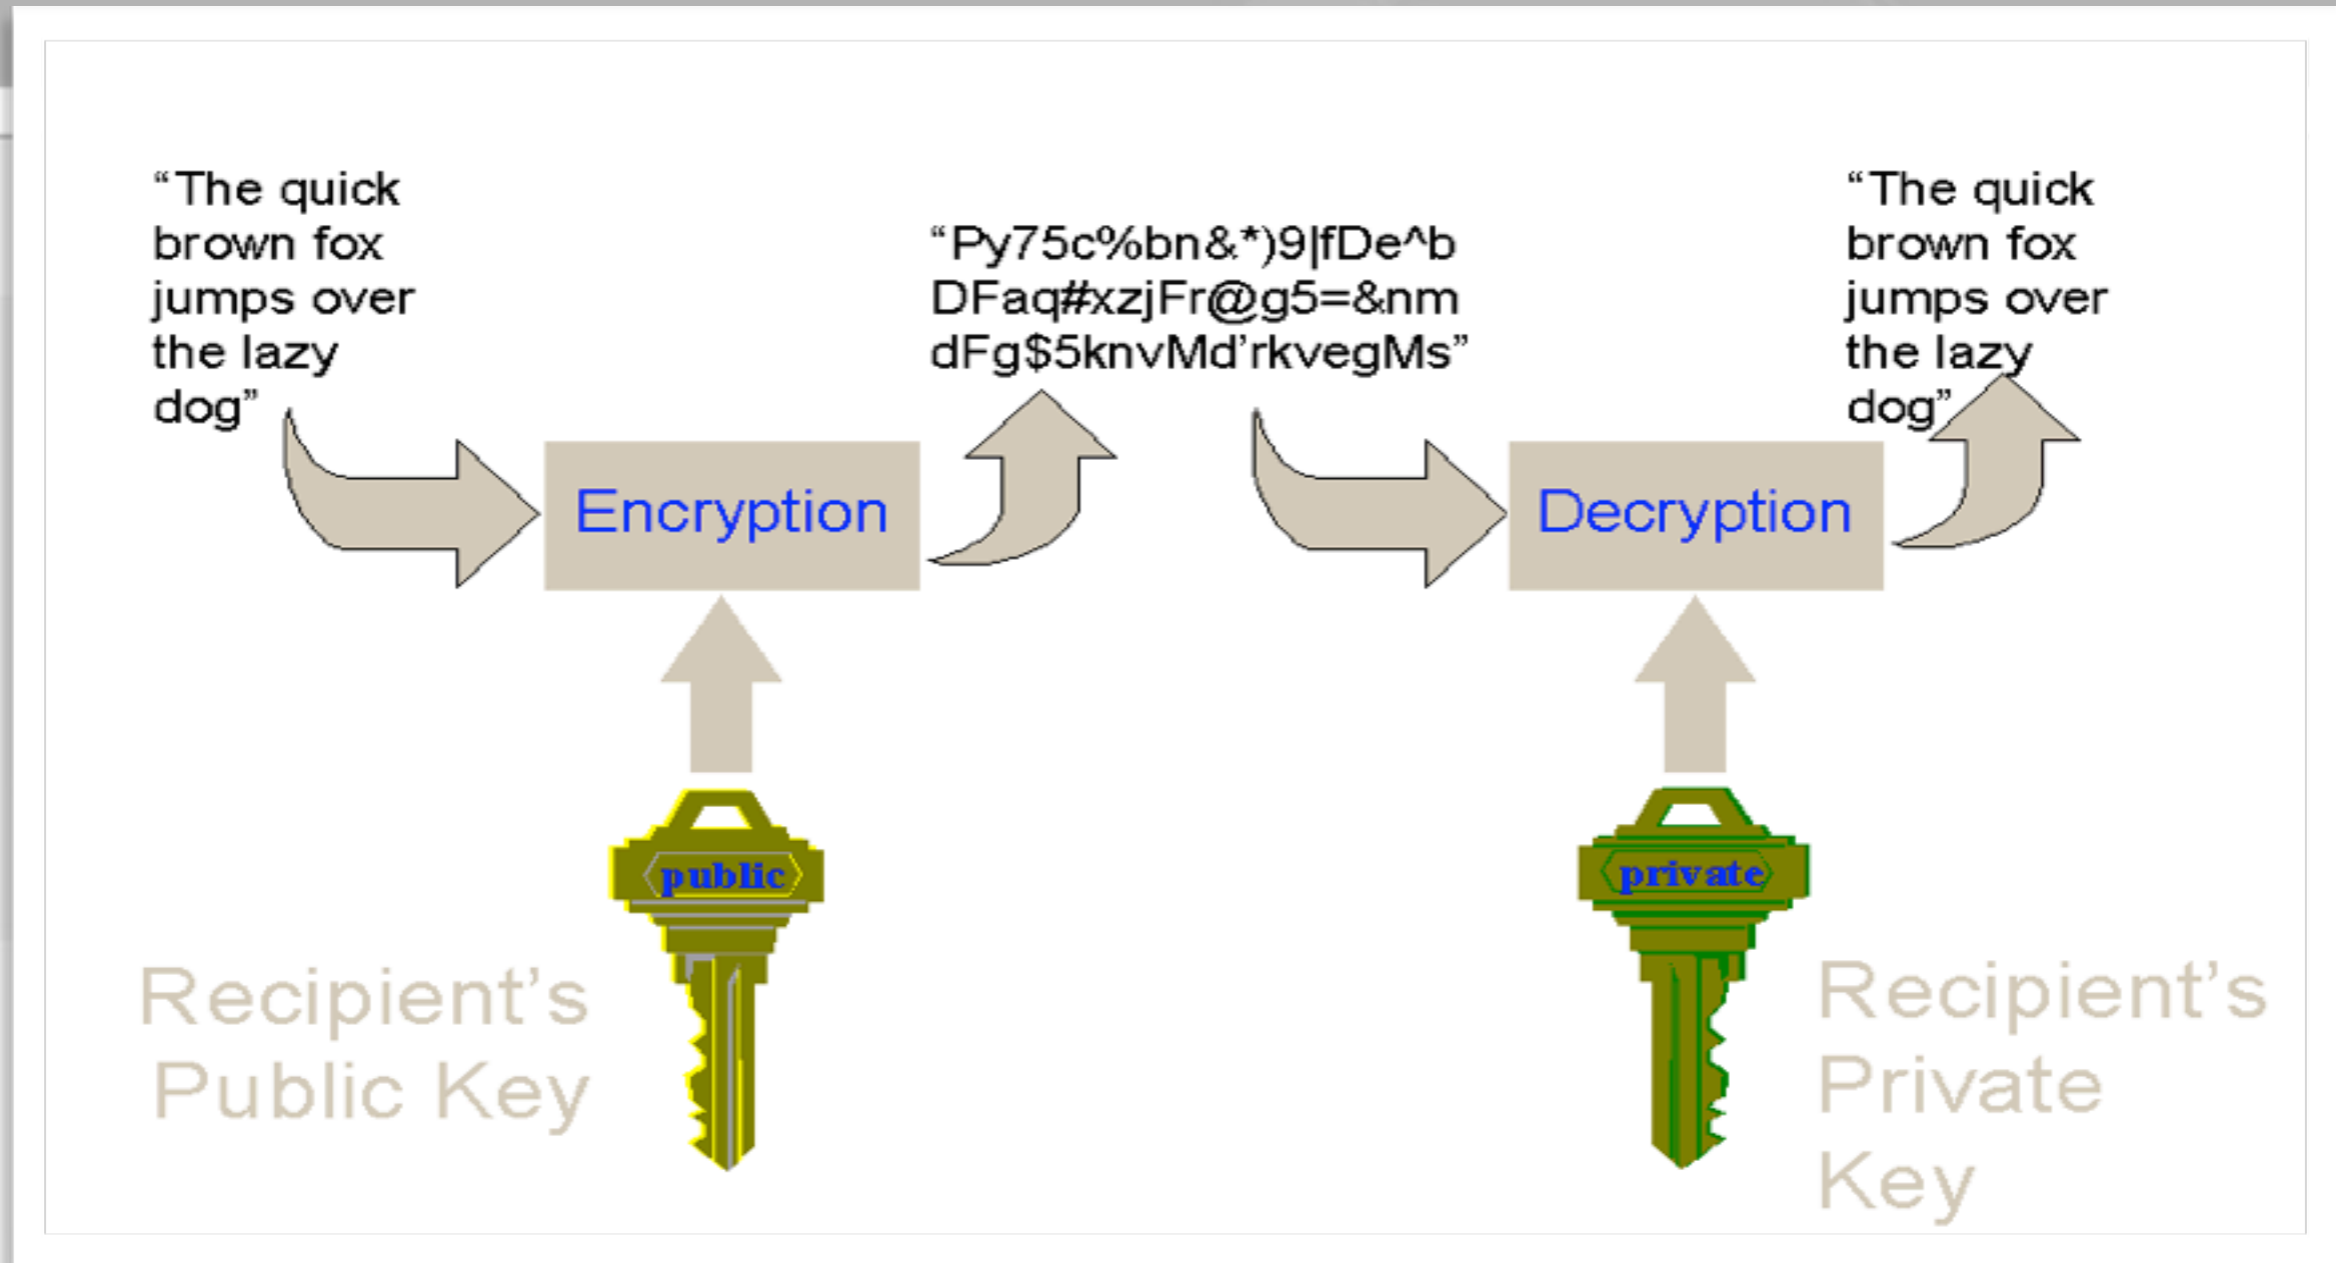 “The quick
brown fox
jumps over
the lazy
dog”
“Py75c%bn&*)9|fDe^b
DFaq#xzjFr@g5=&nm
dFg$5knvMd’rkvegMs”
“The quick
brown fox
jumps over
the lazy
dog”
Encryption
Decryption
public
private
Recipient’s
Public Key
Recipient’s
Private
Key